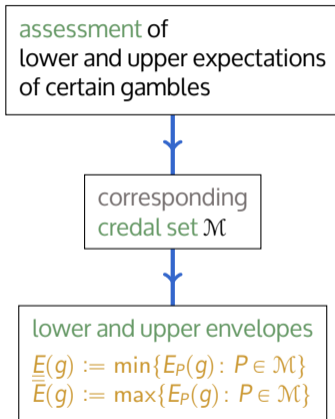 assessment of
lower and upper expectations
of certain gambles
corresponding
credal set ℳ
lower and upper envelopes
E̲(g) := min{E_P(g): P ∈ ℳ}
E̅(g) := max{E_P(g): P ∈ ℳ}